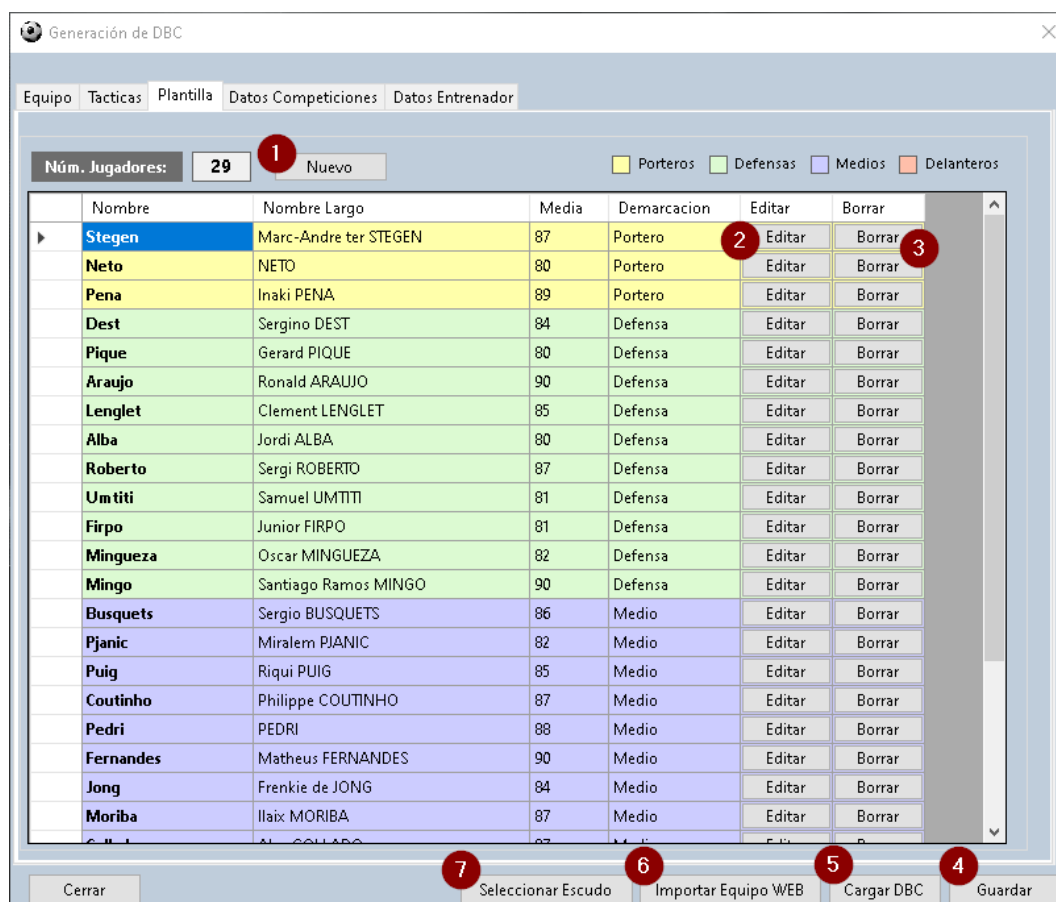 Generación de DBC
Equipo Tacticas Plantilla Datos Competiciones Datos Entrenador
Núm. Jugadores: 29 1 Nuevo Porteros Defensas Medios Delanteros
Nombre Nombre Largo Media Demarcacion Editar Borrar
Stegen Marc-Andre ter STEGEN 87 Portero 2 Editar Borrar 3
Neto NETO 80 Portero Editar Borrar
Pena Inaki PENA 89 Portero Editar Borrar
Dest Sergino DEST 84 Defensa Editar Borrar
Pique Gerard PIQUE 80 Defensa Editar Borrar
Araujo Ronald ARAUJO 90 Defensa Editar Borrar
Lenglet Clement LENGLET 85 Defensa Editar Borrar
Alba Jordi ALBA 80 Defensa Editar Borrar
Roberto Sergi ROBERTO 87 Defensa Editar Borrar
Umtiti Samuel UMTITI 81 Defensa Editar Borrar
Firpo Junior FIRPO 81 Defensa Editar Borrar
Mingueza Oscar MINGUEZA 82 Defensa Editar Borrar
Mingo Santiago Ramos MINGO 90 Defensa Editar Borrar
Busquets Sergio BUSQUETS 86 Medio Editar Borrar
Pjanic Miralem PJANIC 82 Medio Editar Borrar
Puig Riqui PUIG 85 Medio Editar Borrar
Coutinho Philippe COUTINHO 87 Medio Editar Borrar
Pedri PEDRI 88 Medio Editar Borrar
Fernandes Matheus FERNANDES 90 Medio Editar Borrar
Jong Frenkie de JONG 84 Medio Editar Borrar
Moriba Ilaix MORIBA 87 Medio Editar Borrar
7 6 5 4
Cerrar Seleccionar Escudo Importar Equipo WEB Cargar DBC Guardar